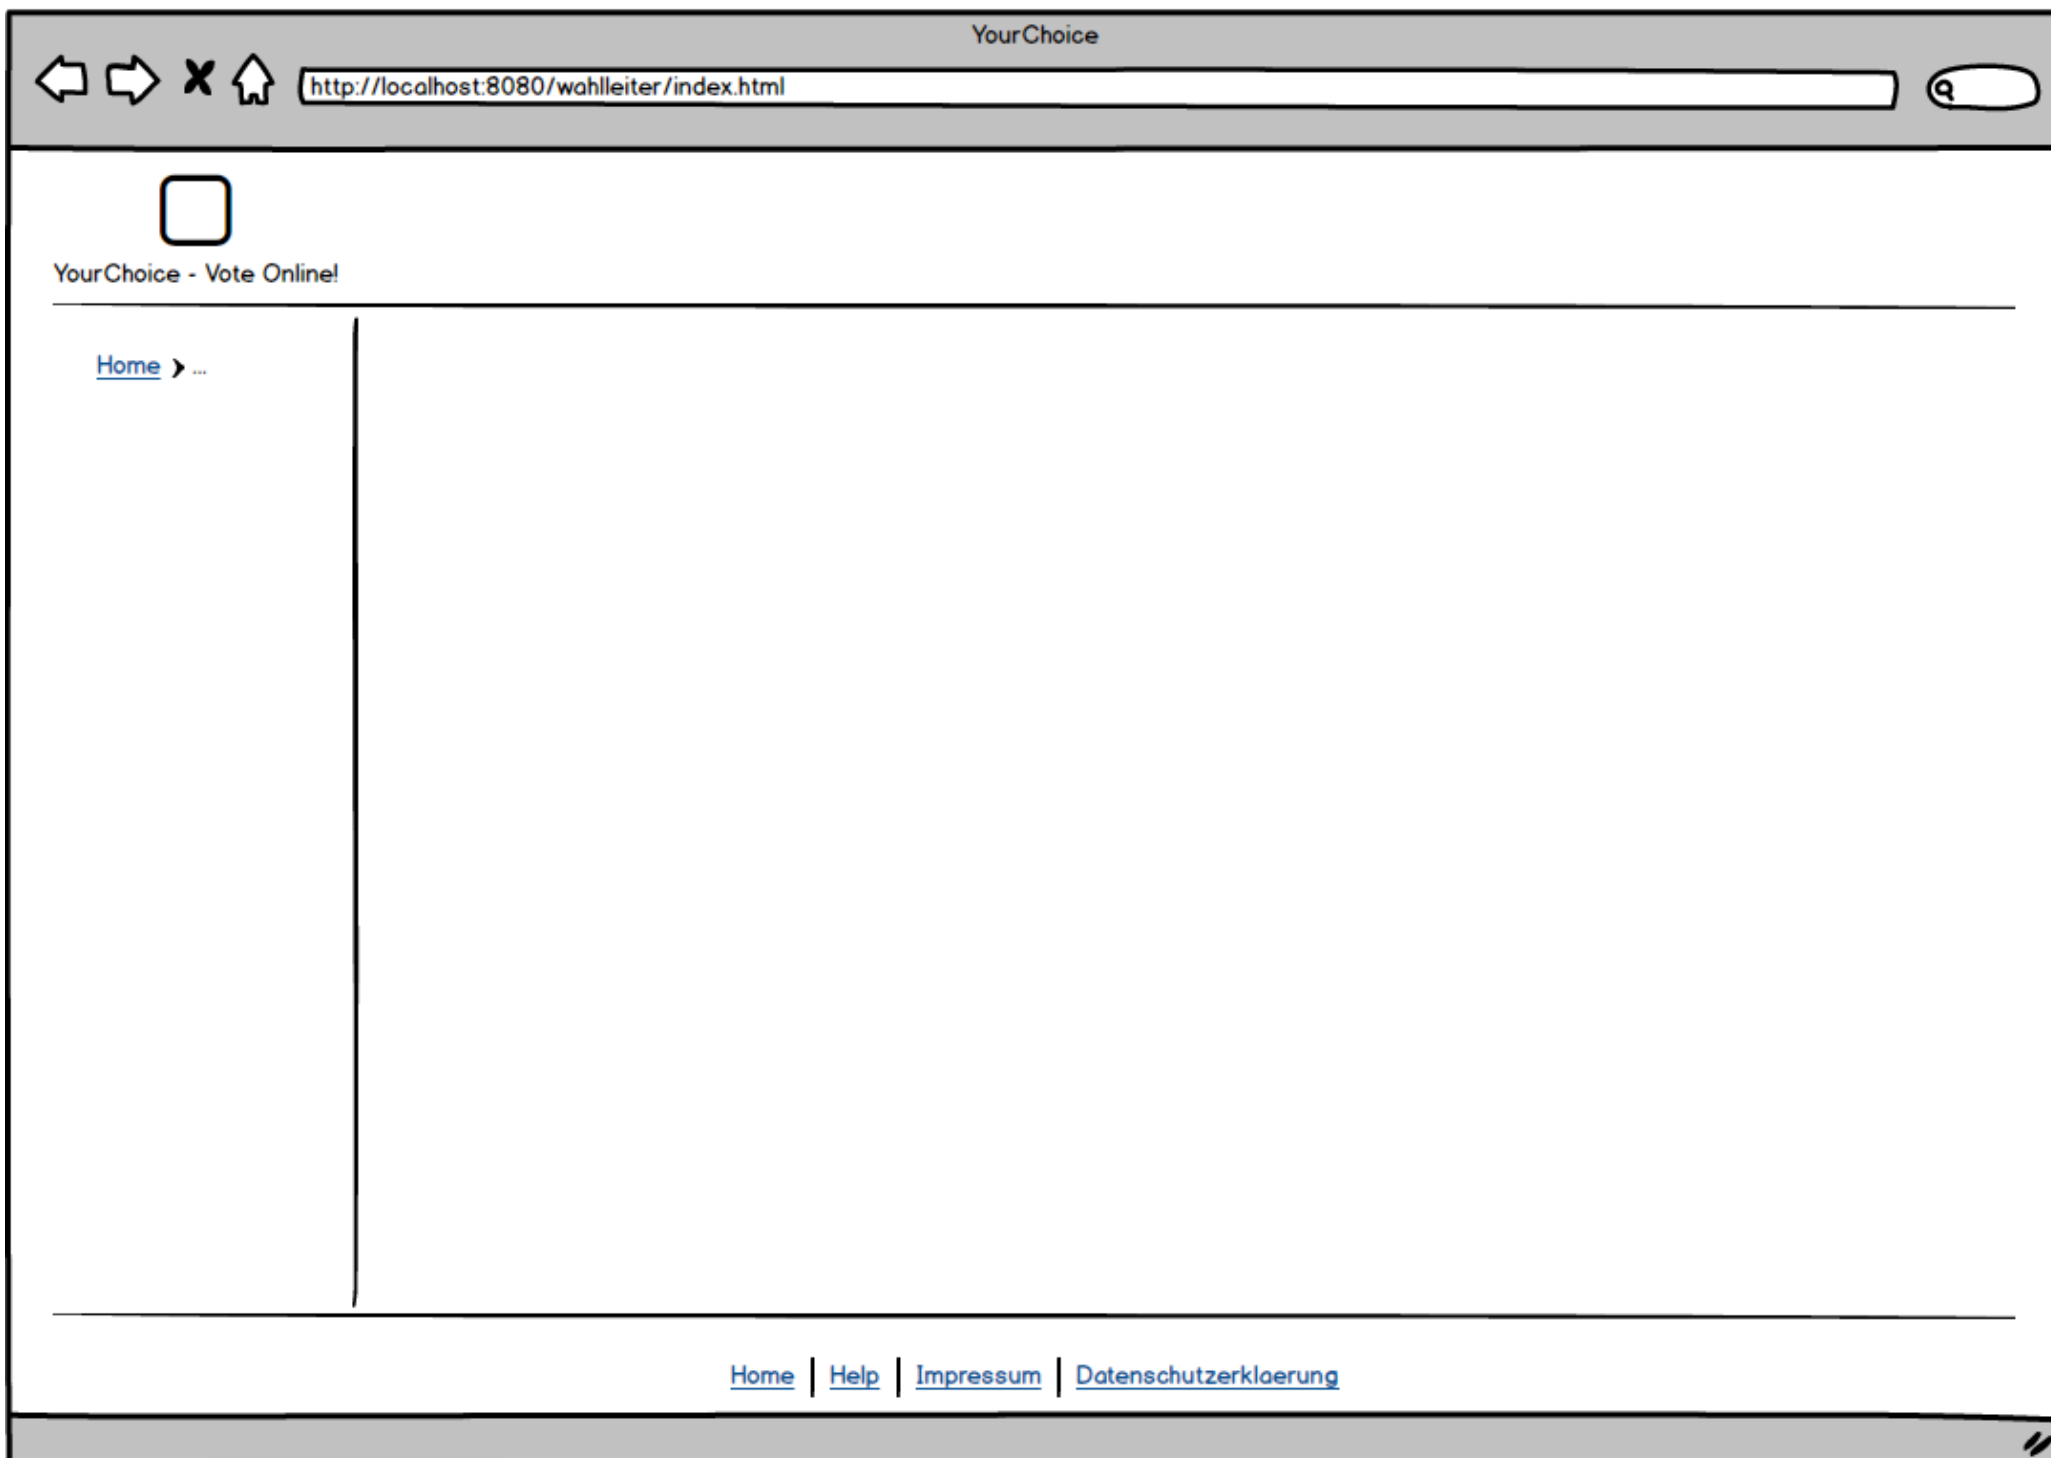 YourChoice
http://localhost:8080/wahlleiter/index.html
YourChoice - Vote Online!
Home ...
Home Help Impressum Datenschutzerklaerung